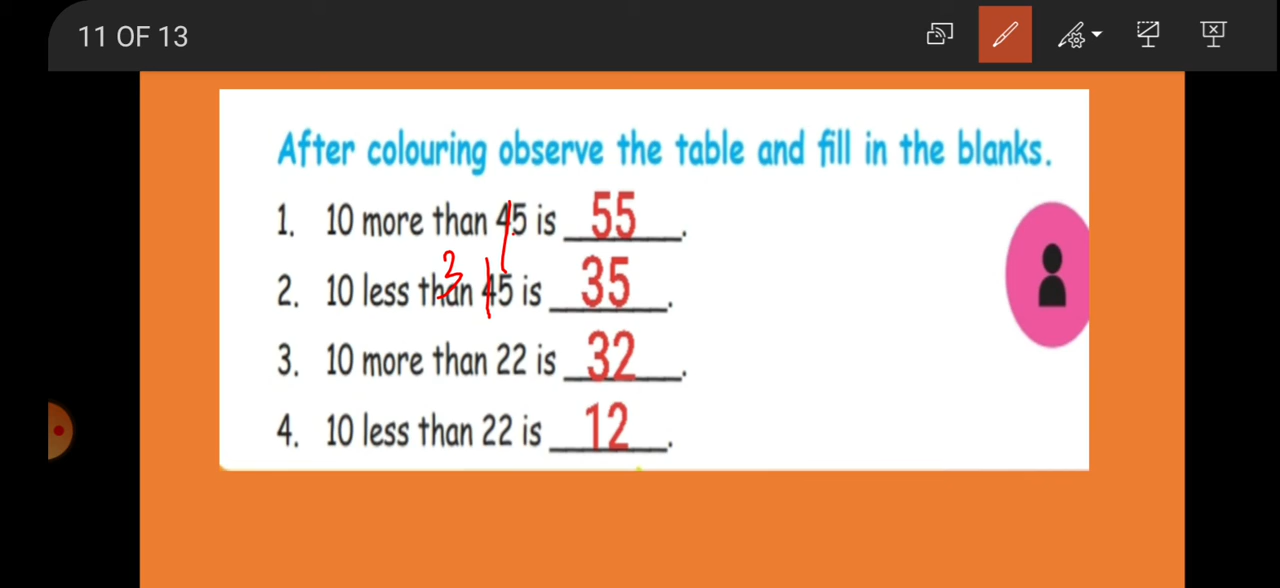 11 OF 13
After colouring observe the table and fill in the blanks.
1. 10 more than 45 is 55.
3
2. 10 less than 45 is 35.
3. 10 more than 22 is 32.
4. 10 less than 22 is 12.